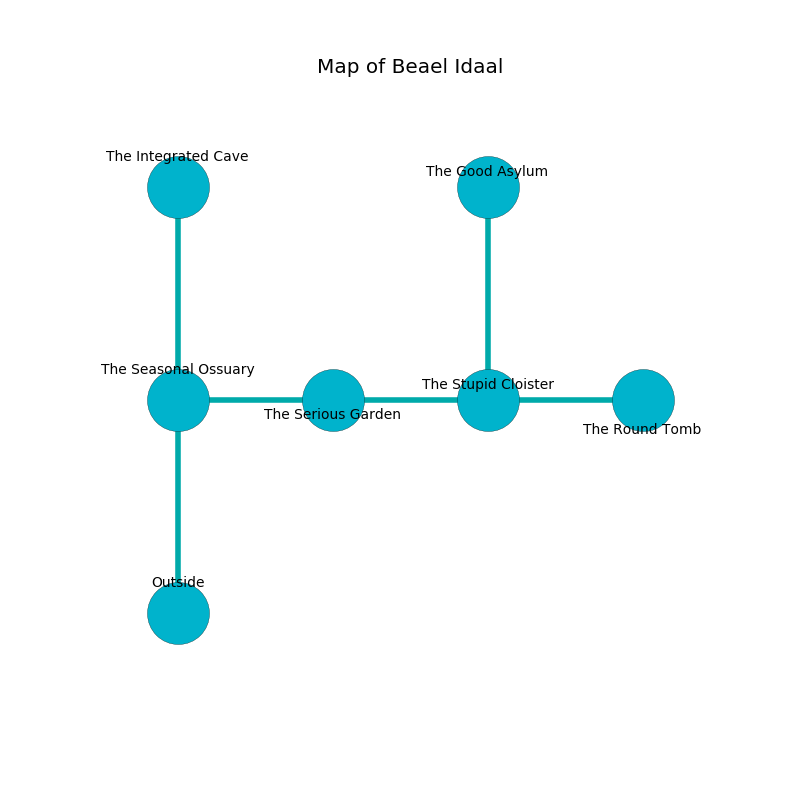 Map of Beael Idaal
The Integrated Cave
The Good Asylum
The Seasonal Ossuary
The Stupid Cloister
The Serious Garden
The Round Tomb
Outside